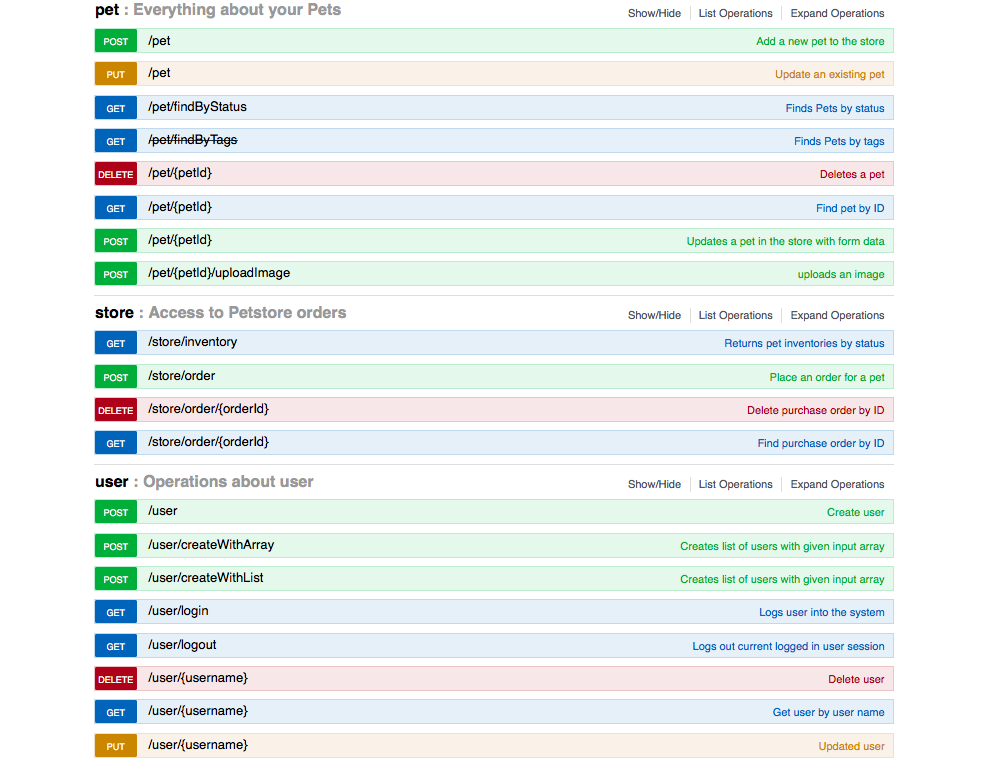 pet : Everything about your Pets Show/Hide List Operations Expand Operations
POST /pet Add a new pet to the store
PUT /pet Update an existing pet
GET /pet/findByStatus Finds Pets by status
GET /pet/findByTags Finds Pets by tags
DELETE /pet/{petId} Deletes a pet
GET /pet/{petId} Find pet by ID
POST /pet/{petId} Updates a pet in the store with form data
POST /pet/{petId}/uploadImage uploads an image
store : Access to Petstore orders Show/Hide List Operations Expand Operations
GET /store/inventory Returns pet inventories by status
POST /store/order Place an order for a pet
DELETE /store/order/{orderId} Delete purchase order by ID
GET /store/order/{orderId} Find purchase order by ID
user : Operations about user Show/Hide List Operations Expand Operations
POST /user Create user
POST /user/createWithArray Creates list of users with given input array
POST /user/createWithList Creates list of users with given input array
GET /user/login Logs user into the system
GET /user/logout Logs out current logged in user session
DELETE /user/{username} Delete user
GET /user/{username} Get user by user name
PUT /user/{username} Updated user